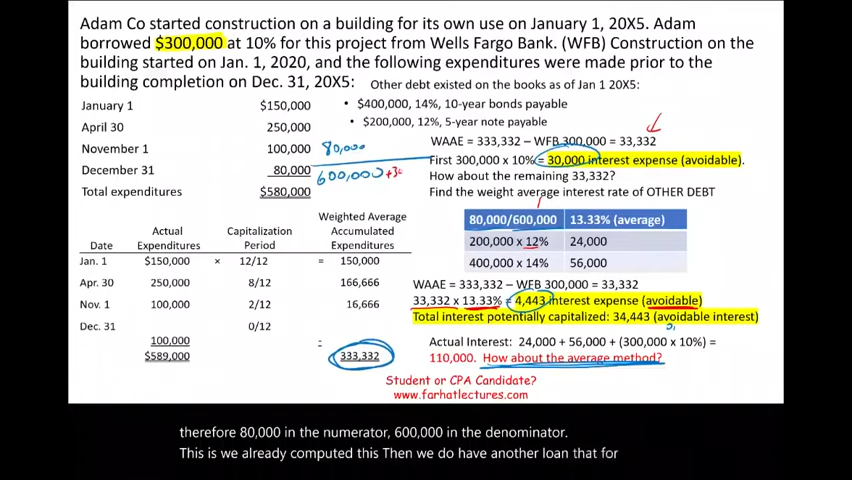 Adam Co started construction on a building for its own use on January 1, 20X5. Adam
borrowed $300,000 at 10% for this project from Wells Fargo Bank. (WFB) Construction on the
building started on Jan. 1, 2020, and the following expenditures were made prior to the
building completion on Dec. 31, 20X5:
Other debt existed on the books as of Jan 1 20X5:
• $400,000, 14%, 10-year bonds payable
• $200,000, 12%, 5-year note payable
January 1 $150,000
April 30 250,000
November 1 100,000
December 31 80,000
Total expenditures $580,000
80,000
600,000 +3
WAAE = 333,332 – WFB 300,000 = 33,332
First 300,000 x 10% = 30,000 interest expense (avoidable).
How about the remaining 33,332?
Find the weight average interest rate of OTHER DEBT
80,000/600,000 13.33% (average)
200,000 x 12% 24,000
400,000 x 14% 56,000
WAAE = 333,332 – WFB 300,000 = 33,332
33,332 x 13.33% = 4,443 interest expense (avoidable)
Total interest potentially capitalized: 34,443 (avoidable interest)
Actual Interest: 24,000 + 56,000 + (300,000 x 10%) =
110,000. How about the average method?
Weighted Average
Actual Capitalization Accumulated
Date Expenditures Period Expenditures
Jan. 1 $150,000 × 12/12 = 150,000
Apr. 30 250,000 8/12 166,666
Nov. 1 100,000 2/12 16,666
Dec. 31 0/12
100,000 =
$589,000 333,332
Student or CPA Candidate?
www.farhatlectures.com
therefore 80,000 in the numerator, 600,000 in the denominator.
This is we already computed this Then we do have another loan that for